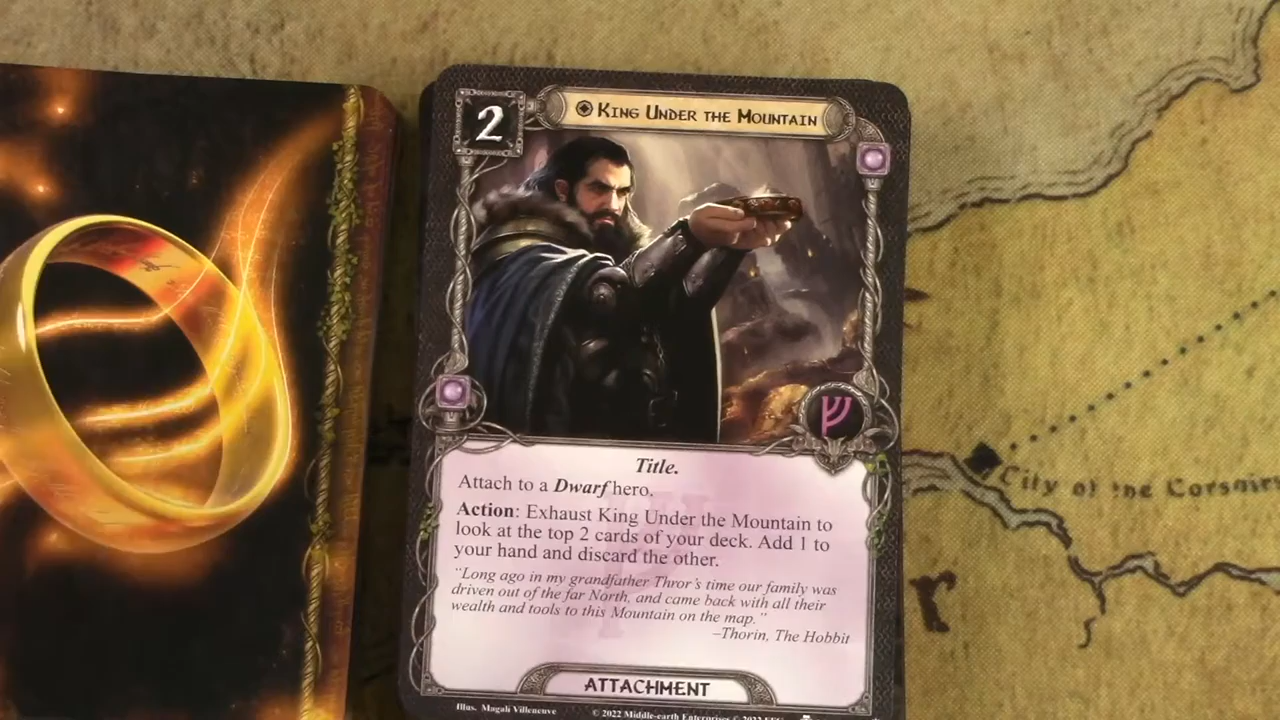 2
King Under the Mountain
Title.
Attach to a Dwarf hero.
Action: Exhaust King Under the Mountain to
look at the top 2 cards of your deck. Add 1 to
your hand and discard the other.
"Long ago in my grandfather Thror's time our family was
driven out of the far North, and came back with all their
wealth and tools to this Mountain on the map."
–Thorin, The Hobbit
ATTACHMENT
Illus. Magali Villeneuve
© 2022 Middle-earth Enterprises © 2022 FFG
City of the Corsairs
r